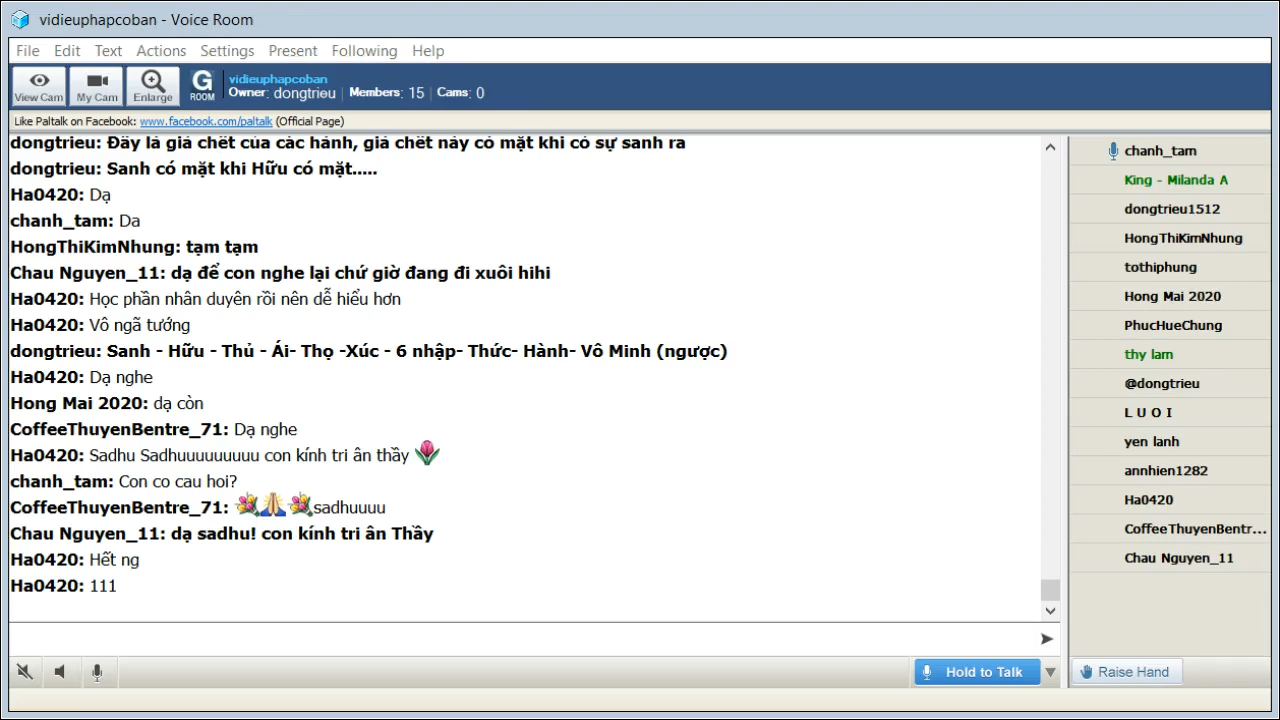 vidieuphapcoban - Voice Room
File Edit Text Actions Settings Present Following Help
View Cam My Cam Enlarge G ROOM
vidieuphapcoban
Owner: dongtrieu Members: 15 Cams: 0
Like Paltalk on Facebook: www.facebook.com/paltalk (Official Page)
dongtrieu: Đây là già chết của các hành, già chết này có mặt khi có sự sanh ra
dongtrieu: Sanh có mặt khi Hữu có mặt.....
Ha0420: Dạ
chanh_tam: Da
HongThiKimNhung: tạm tạm
Chau Nguyen_11: dạ để con nghe lại chứ giờ đang đi xuôi hihi
Ha0420: Học phần nhân duyên rồi nên dễ hiểu hơn
Ha0420: Vô ngã tướng
dongtrieu: Sanh - Hữu - Thủ - Ái- Thọ -Xúc - 6 nhập- Thức- Hành- Vô Minh (ngược)
Ha0420: Dạ nghe
Hong Mai 2020: dạ còn
CoffeeThuyenBentre_71: Dạ nghe
Ha0420: Sadhu Sadhuuuuuuuuu con kính tri ân thầy
chanh_tam: Con co cau hoi?
CoffeeThuyenBentre_71: sadhuuuu
Chau Nguyen_11: dạ sadhu! con kính tri ân Thầy
Ha0420: Hết ng
Ha0420: 111
chanh_tam
King - Milanda A
dongtrieu1512
HongThiKimNhung
tothiphung
Hong Mai 2020
PhucHueChung
thy lam
@dongtrieu
L U O I
yen lanh
annhien1282
Ha0420
CoffeeThuyenBentr...
Chau Nguyen_11
Hold to Talk
Raise Hand